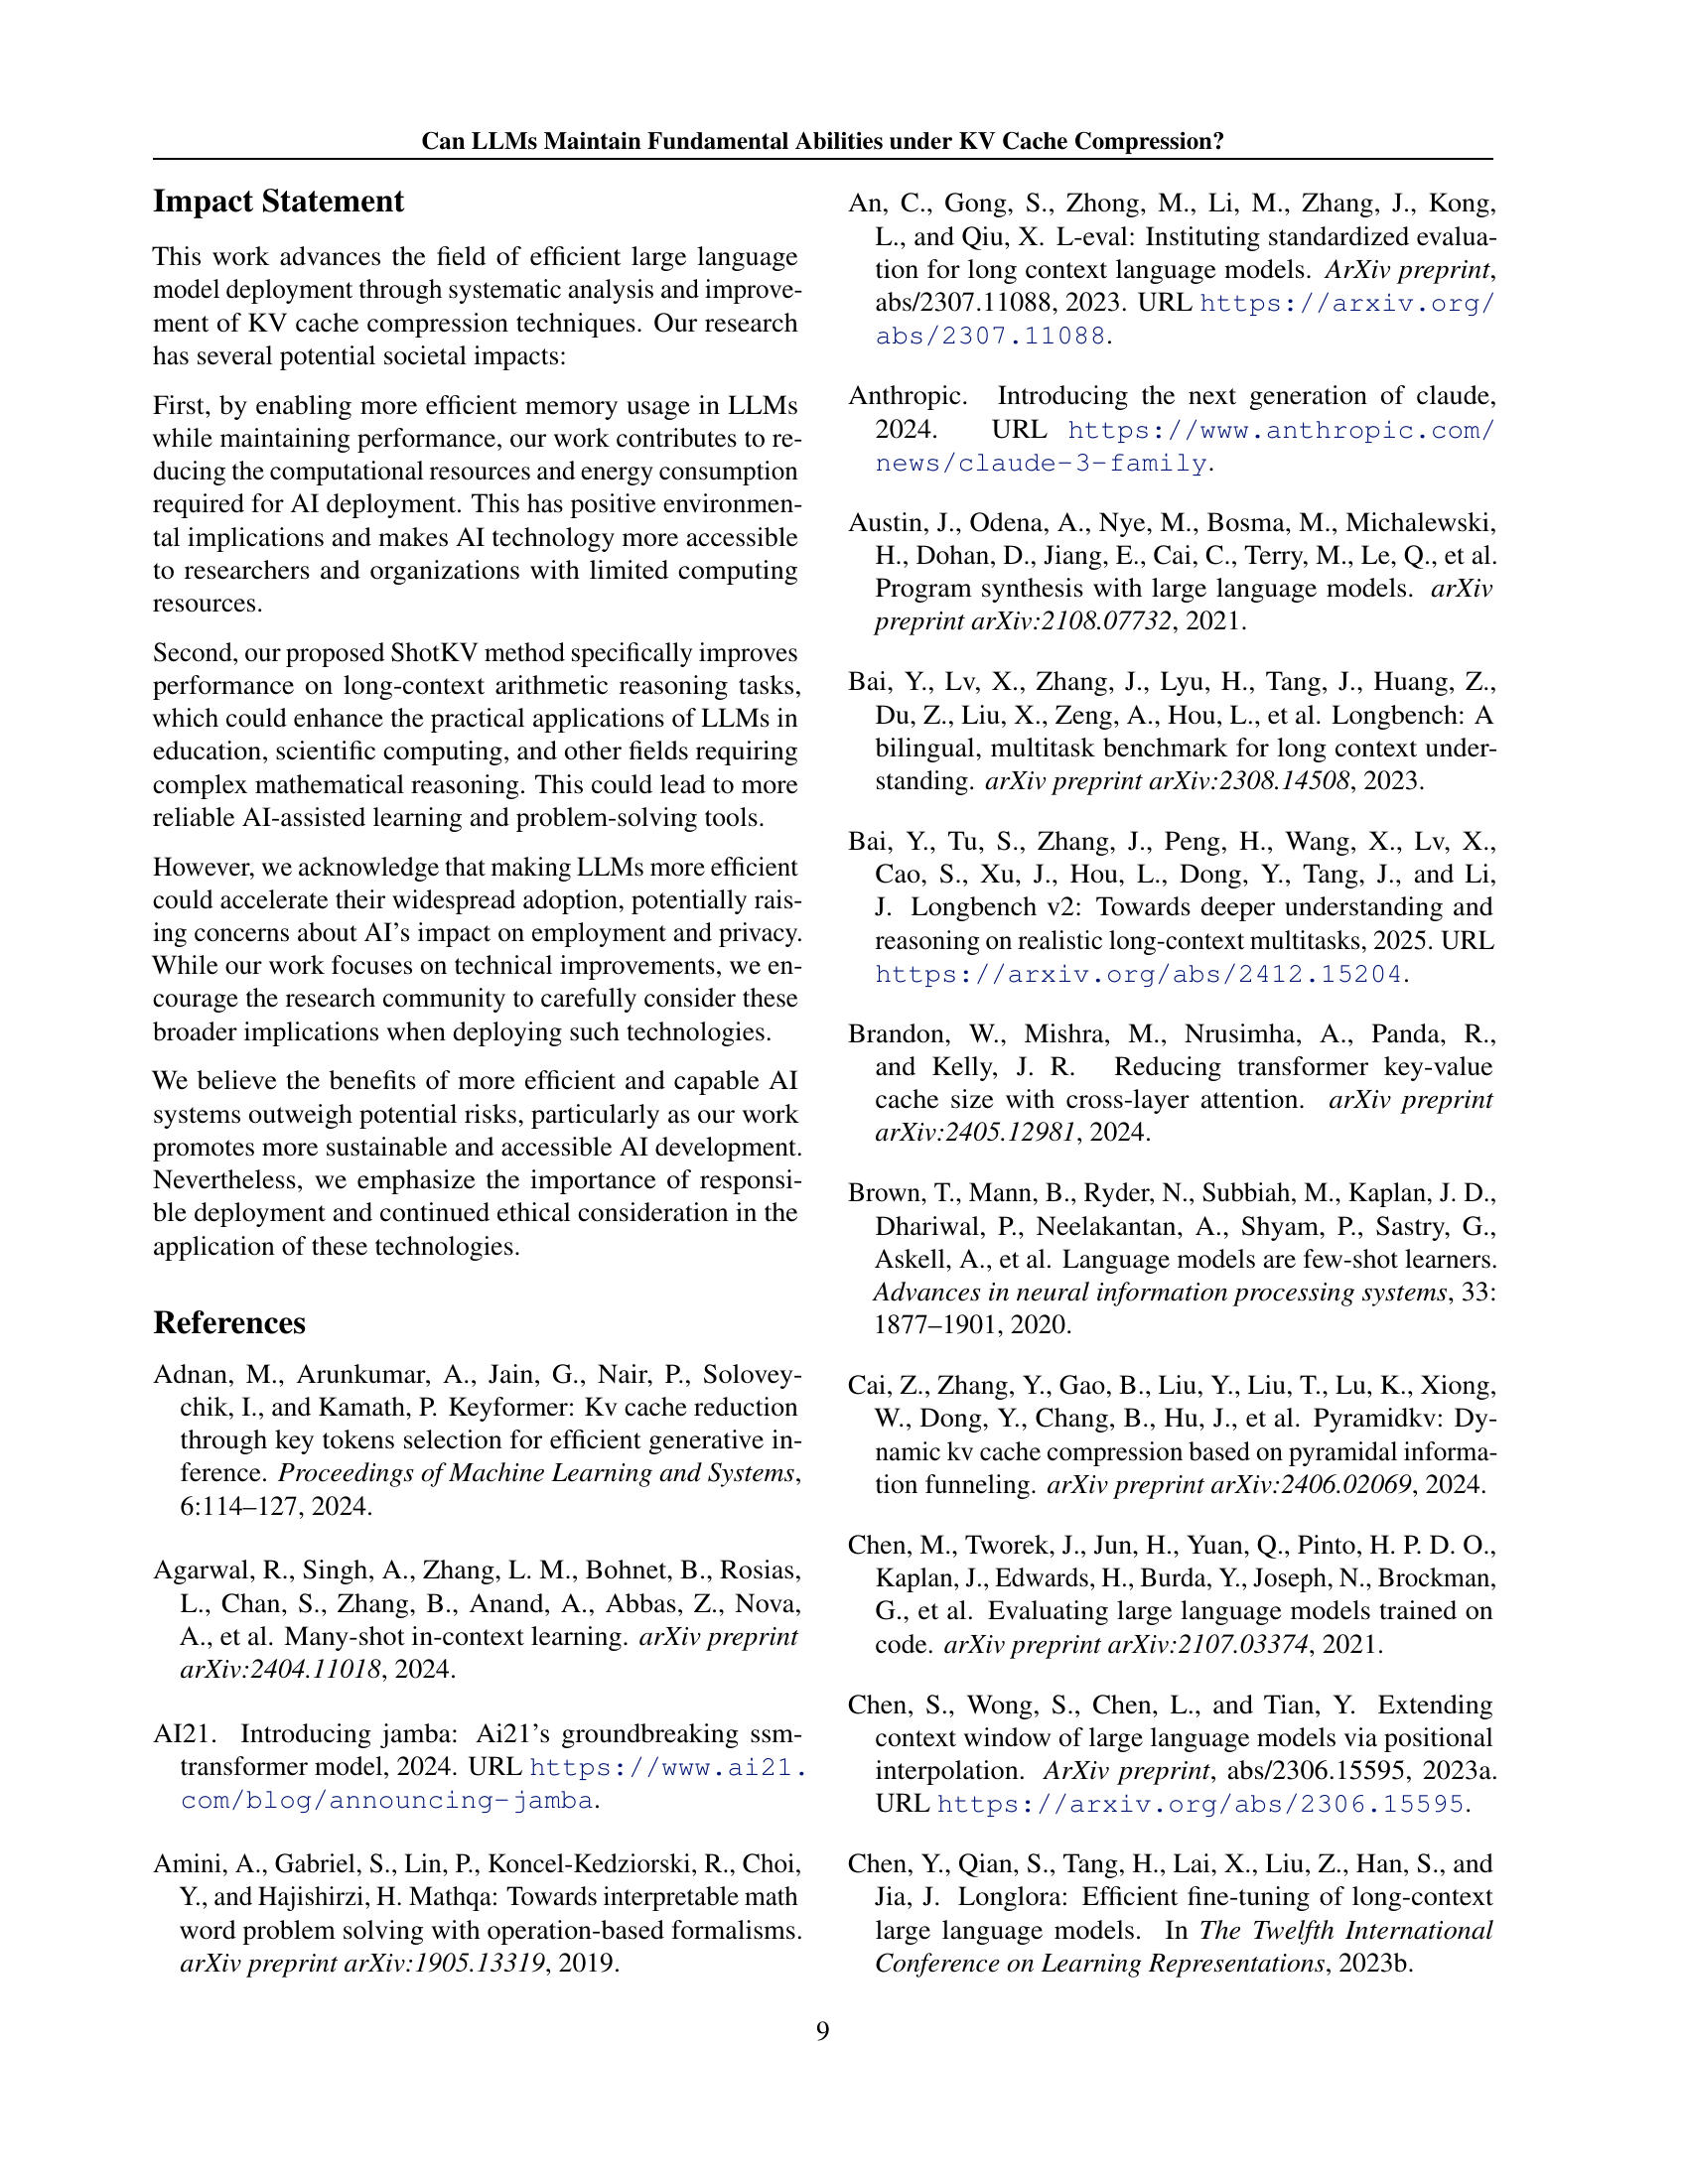 Can LLMs Maintain Fundamental Abilities under KV Cache Compression?
Impact Statement
This work advances the field of efficient large language
model deployment through systematic analysis and improve-
ment of KV cache compression techniques. Our research
has several potential societal impacts:
First, by enabling more efficient memory usage in LLMs
while maintaining performance, our work contributes to re-
ducing the computational resources and energy consumption
required for AI deployment. This has positive environmen-
tal implications and makes AI technology more accessible
to researchers and organizations with limited computing
resources.
Second, our proposed ShotKV method specifically improves
performance on long-context arithmetic reasoning tasks,
which could enhance the practical applications of LLMs in
education, scientific computing, and other fields requiring
complex mathematical reasoning. This could lead to more
reliable AI-assisted learning and problem-solving tools.
However, we acknowledge that making LLMs more efficient
could accelerate their widespread adoption, potentially rais-
ing concerns about AI's impact on employment and privacy.
While our work focuses on technical improvements, we en-
courage the research community to carefully consider these
broader implications when deploying such technologies.
We believe the benefits of more efficient and capable AI
systems outweigh potential risks, particularly as our work
promotes more sustainable and accessible AI development.
Nevertheless, we emphasize the importance of responsi-
ble deployment and continued ethical consideration in the
application of these technologies.
References
Adnan, M., Arunkumar, A., Jain, G., Nair, P., Solovey-
chik, I., and Kamath, P. Keyformer: Kv cache reduction
through key tokens selection for efficient generative in-
ference. Proceedings of Machine Learning and Systems,
6:114–127, 2024.
Agarwal, R., Singh, A., Zhang, L. M., Bohnet, B., Rosias,
L., Chan, S., Zhang, B., Anand, A., Abbas, Z., Nova,
A., et al. Many-shot in-context learning. arXiv preprint
arXiv:2404.11018, 2024.
AI21. Introducing jamba: Ai21's groundbreaking ssm-
transformer model, 2024. URL https://www.ai21.
com/blog/announcing-jamba.
Amini, A., Gabriel, S., Lin, P., Koncel-Kedziorski, R., Choi,
Y., and Hajishirzi, H. Mathqa: Towards interpretable math
word problem solving with operation-based formalisms.
arXiv preprint arXiv:1905.13319, 2019.
An, C., Gong, S., Zhong, M., Li, M., Zhang, J., Kong,
L., and Qiu, X. L-eval: Instituting standardized evalua-
tion for long context language models. ArXiv preprint,
abs/2307.11088, 2023. URL https://arxiv.org/
abs/2307.11088.
Anthropic. Introducing the next generation of claude,
2024. URL https://www.anthropic.com/
news/claude-3-family.
Austin, J., Odena, A., Nye, M., Bosma, M., Michalewski,
H., Dohan, D., Jiang, E., Cai, C., Terry, M., Le, Q., et al.
Program synthesis with large language models. arXiv
preprint arXiv:2108.07732, 2021.
Bai, Y., Lv, X., Zhang, J., Lyu, H., Tang, J., Huang, Z.,
Du, Z., Liu, X., Zeng, A., Hou, L., et al. Longbench: A
bilingual, multitask benchmark for long context under-
standing. arXiv preprint arXiv:2308.14508, 2023.
Bai, Y., Tu, S., Zhang, J., Peng, H., Wang, X., Lv, X.,
Cao, S., Xu, J., Hou, L., Dong, Y., Tang, J., and Li,
J. Longbench v2: Towards deeper understanding and
reasoning on realistic long-context multitasks, 2025. URL
https://arxiv.org/abs/2412.15204.
Brandon, W., Mishra, M., Nrusimha, A., Panda, R.,
and Kelly, J. R. Reducing transformer key-value
cache size with cross-layer attention. arXiv preprint
arXiv:2405.12981, 2024.
Brown, T., Mann, B., Ryder, N., Subbiah, M., Kaplan, J. D.,
Dhariwal, P., Neelakantan, A., Shyam, P., Sastry, G.,
Askell, A., et al. Language models are few-shot learners.
Advances in neural information processing systems, 33:
1877–1901, 2020.
Cai, Z., Zhang, Y., Gao, B., Liu, Y., Liu, T., Lu, K., Xiong,
W., Dong, Y., Chang, B., Hu, J., et al. Pyramidkv: Dy-
namic kv cache compression based on pyramidal informa-
tion funneling. arXiv preprint arXiv:2406.02069, 2024.
Chen, M., Tworek, J., Jun, H., Yuan, Q., Pinto, H. P. D. O.,
Kaplan, J., Edwards, H., Burda, Y., Joseph, N., Brockman,
G., et al. Evaluating large language models trained on
code. arXiv preprint arXiv:2107.03374, 2021.
Chen, S., Wong, S., Chen, L., and Tian, Y. Extending
context window of large language models via positional
interpolation. ArXiv preprint, abs/2306.15595, 2023a.
URL https://arxiv.org/abs/2306.15595.
Chen, Y., Qian, S., Tang, H., Lai, X., Liu, Z., Han, S., and
Jia, J. Longlora: Efficient fine-tuning of long-context
large language models. In The Twelfth International
Conference on Learning Representations, 2023b.
9